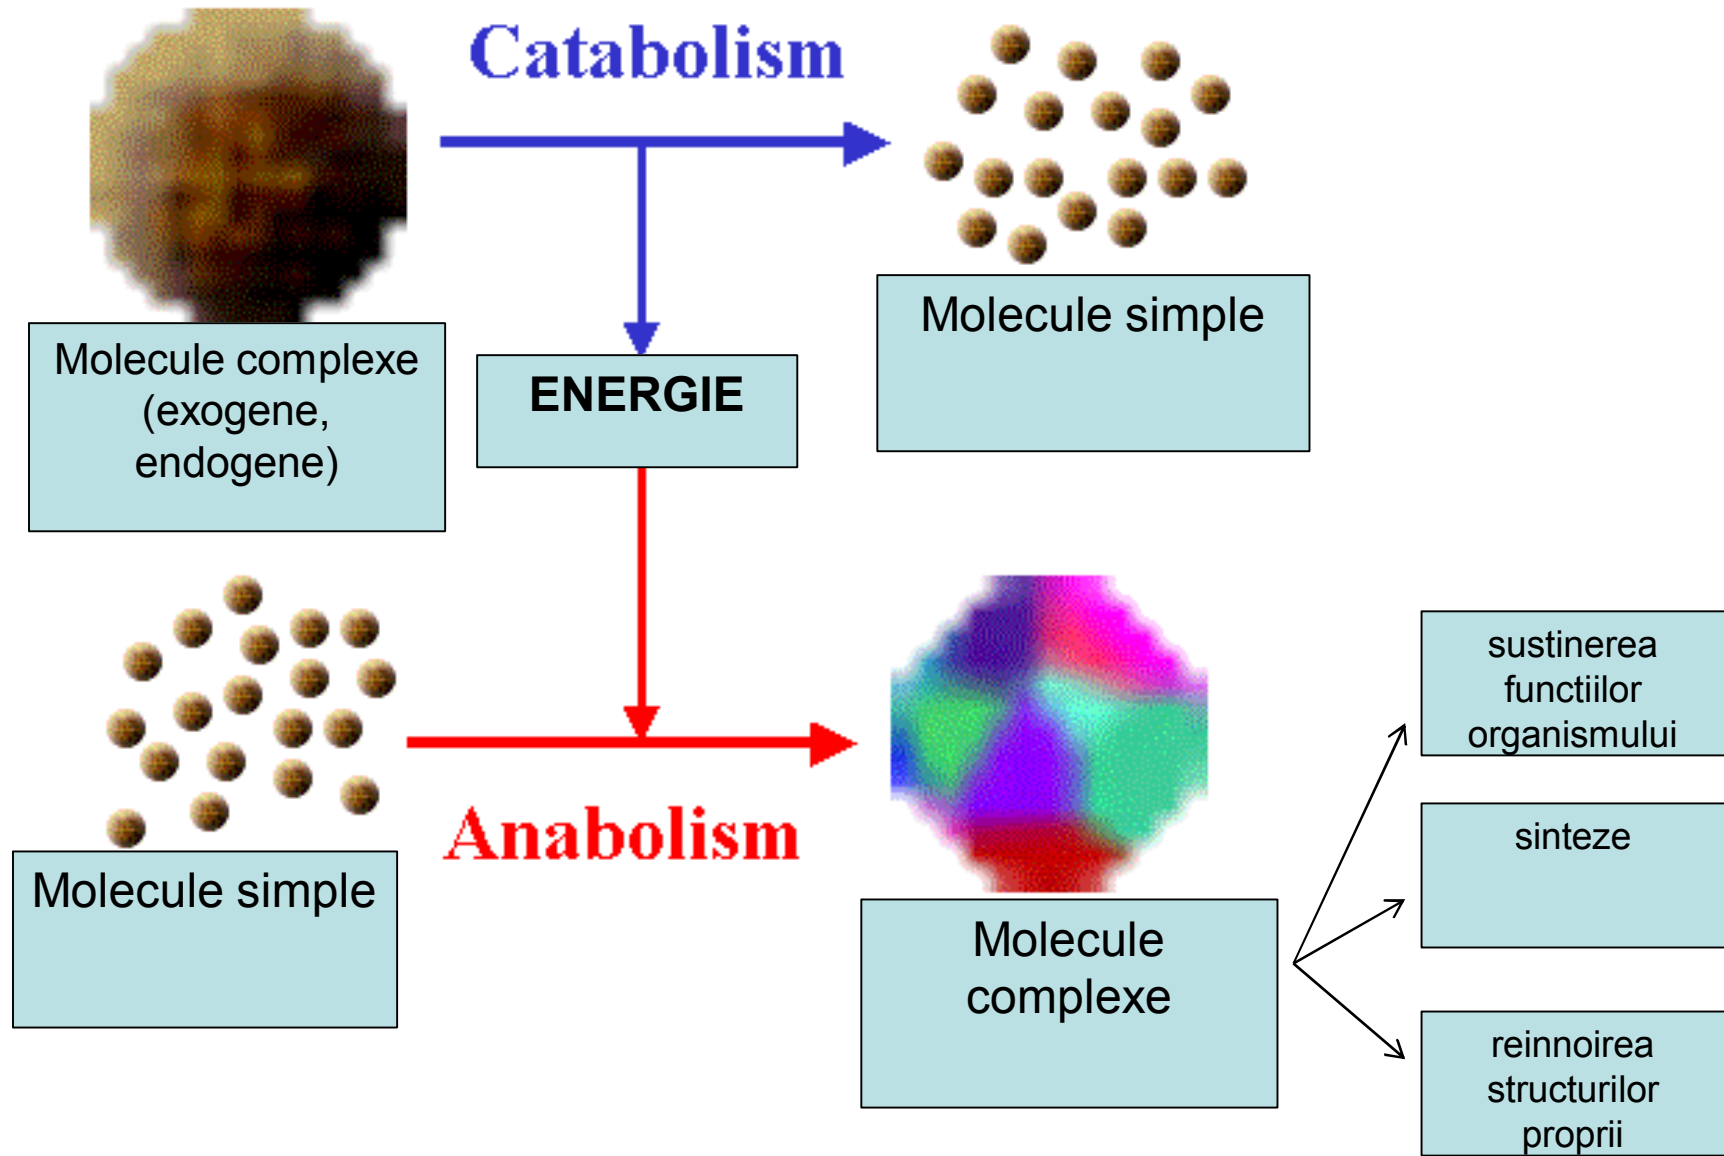 Catabolism
Molecule complexe
(exogene,
endogene)
ENERGIE
Molecule simple
Molecule simple
Anabolism
Molecule
complexe
sustinerea
functiilor
organismului
sinteze
reinnoirea
structurilor
proprii